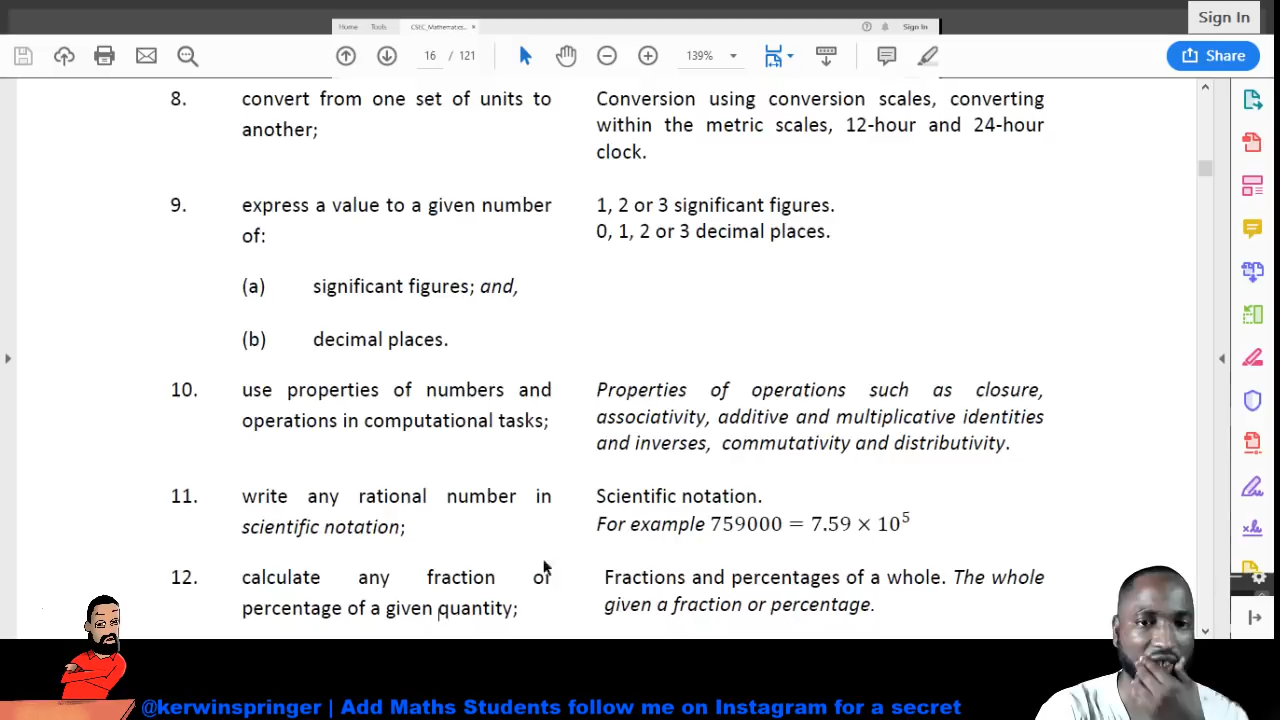 Sign In
Home Tools CSEC_Mathematics... × Sign In
16 / 121 139% Share
8. convert from one set of units to another;
Conversion using conversion scales, converting within the metric scales, 12-hour and 24-hour clock.
9. express a value to a given number of:
1, 2 or 3 significant figures.
0, 1, 2 or 3 decimal places.
(a) significant figures; and,
(b) decimal places.
10. use properties of numbers and operations in computational tasks;
Properties of operations such as closure, associativity, additive and multiplicative identities and inverses, commutativity and distributivity.
11. write any rational number in scientific notation;
Scientific notation.
For example 759000 = 7.59 × 10⁵
12. calculate any fraction or percentage of a given quantity;
Fractions and percentages of a whole. The whole given a fraction or percentage.
@kerwinspringer | Add Maths Students follow me on Instagram for a secret